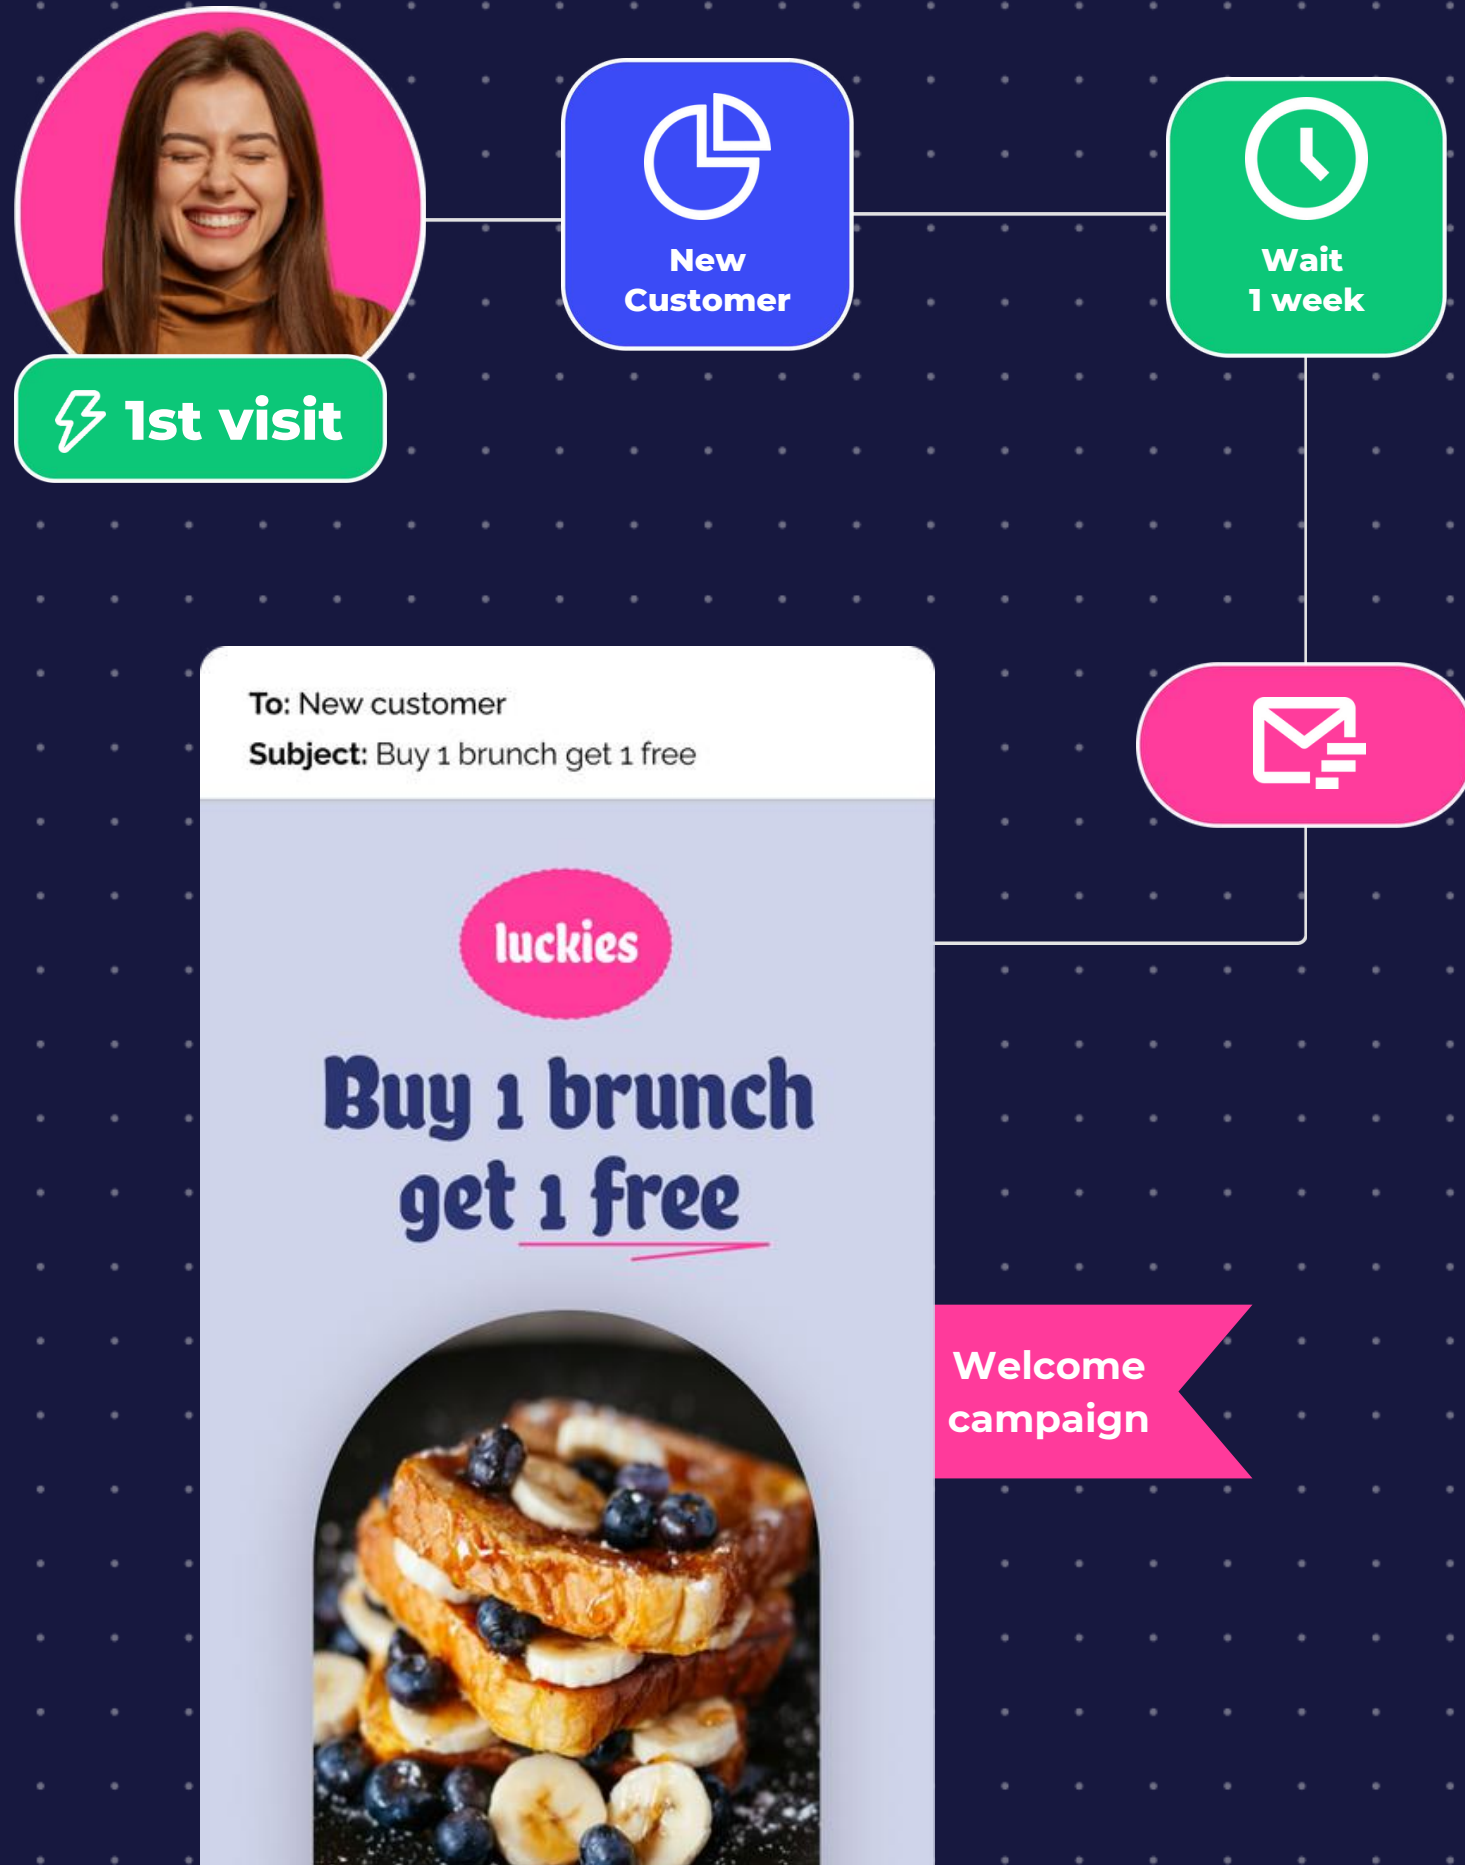 New
Customer
Wait
1 week
1st visit
To: New customer
Subject: Buy 1 brunch get 1 free
luckies
Buy 1 brunch
get 1 free
Welcome
campaign